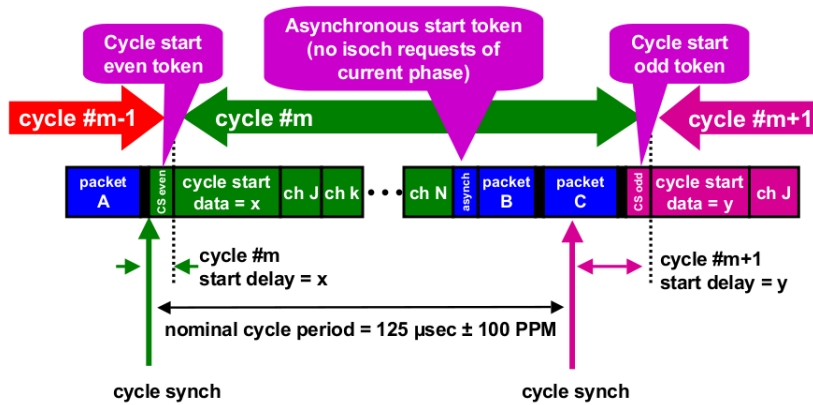 Cycle start
even token
Asynchronous start token
(no isoch requests of
current phase)
Cycle start
odd token
cycle #m-1
cycle #m
cycle #m+1
packet
A
CS even
cycle start
data = x
ch J
ch k
• • •
ch N
asynch
packet
B
packet
C
CS odd
cycle start
data = y
ch J
cycle #m
start delay = x
cycle #m+1
start delay = y
nominal cycle period = 125 µsec ± 100 PPM
cycle synch
cycle synch